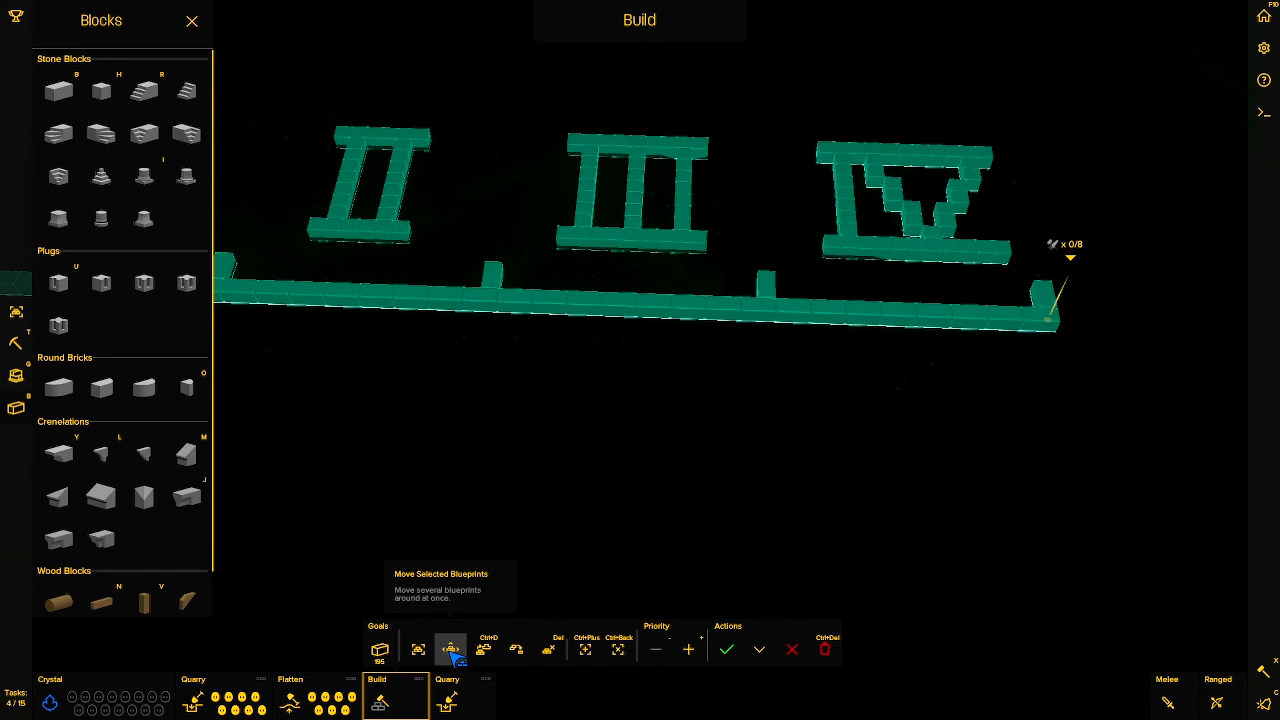 Blocks
Build
F10
Stone Blocks
B
H
R
I
Plugs
U
Round Bricks
O
Crenelations
Y
L
M
J
Wood Blocks
N
V
T
G
B
II
III
IV
x 0/8
Move Selected Blueprints
Move several blueprints
around at once.
Goals
195
Ctrl+D
Del
Ctrl+Plus
Ctrl+Back
Priority
-
+
Actions
Ctrl+Del
Tasks:
4 / 15
Crystal
Quarry
Flatten
Build
Quarry
Melee
Ranged
X
C